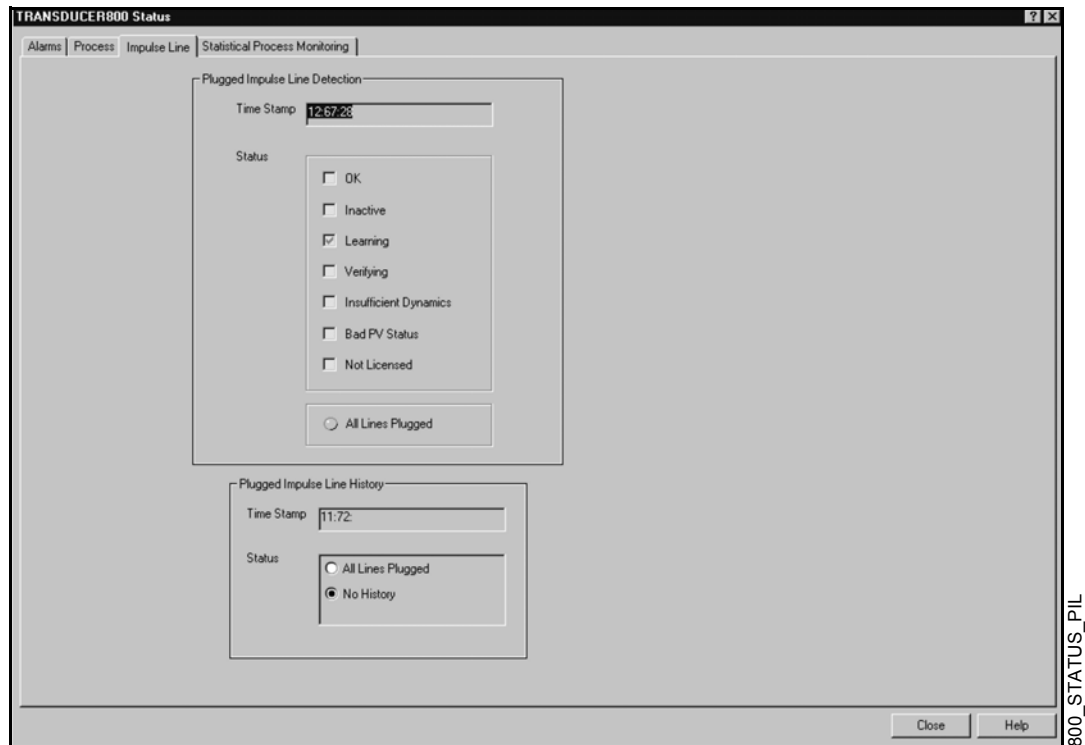 TRANSDUCER800 Status
Alarms Process Impulse Line Statistical Process Monitoring
Plugged Impulse Line Detection
Time Stamp 12:67:28
Status
OK
Inactive
Learning
Verifying
Insufficient Dynamics
Bad PV Status
Not Licensed
All Lines Plugged
Plugged Impulse Line History
Time Stamp 11:72:
Status
All Lines Plugged
No History
Close Help
800_STATUS_PIL